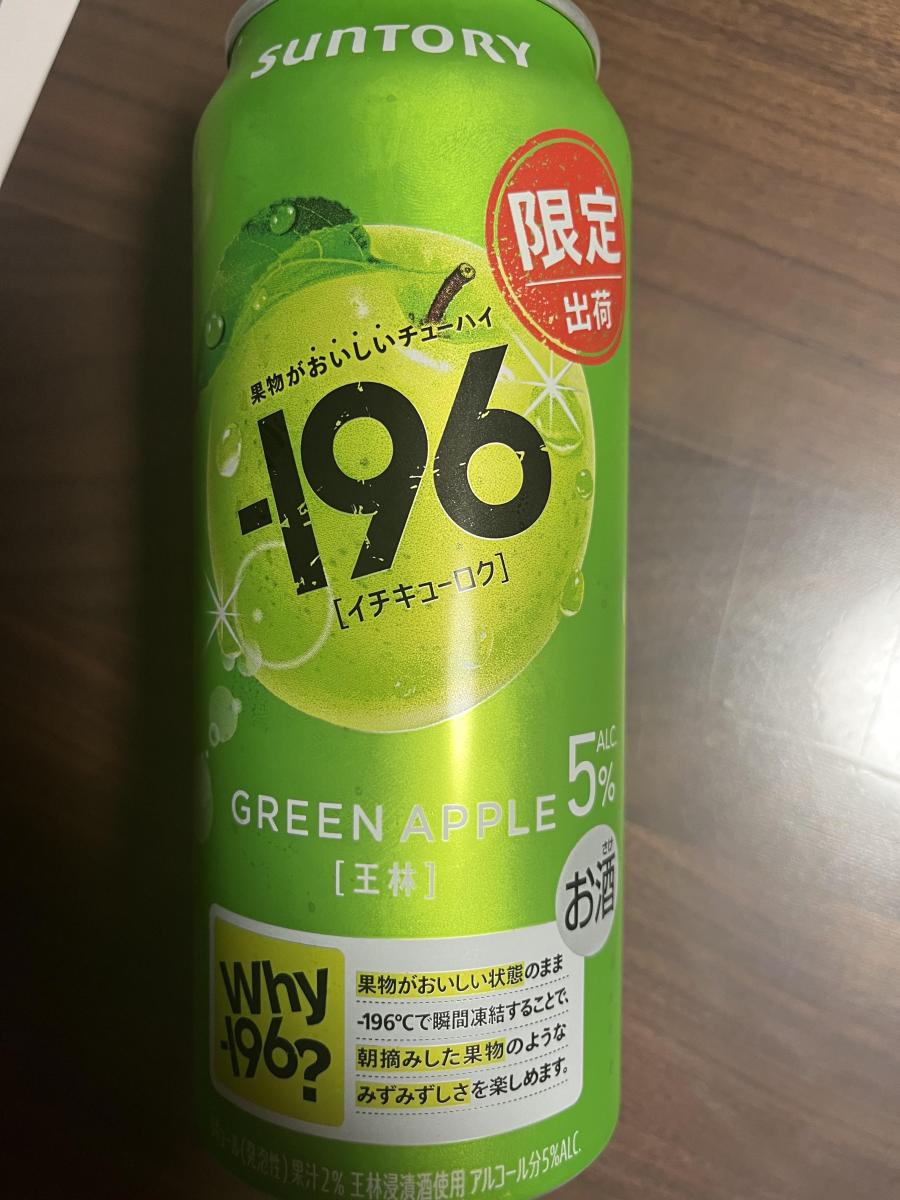 SUNTORY
限定
出荷
果物がおいしいチューハイ
-196
[イチキューロク]
ALC.
5%
GREEN APPLE
[王林]
さけ
お酒
Why
-196?
果物がおいしい状態のまま
-196℃で瞬間凍結することで、
朝摘みした果物のような
みずみずしさを楽しめます。
(発泡性) 果汁2% 王林浸漬酒使用 アルコール分5%ALC.